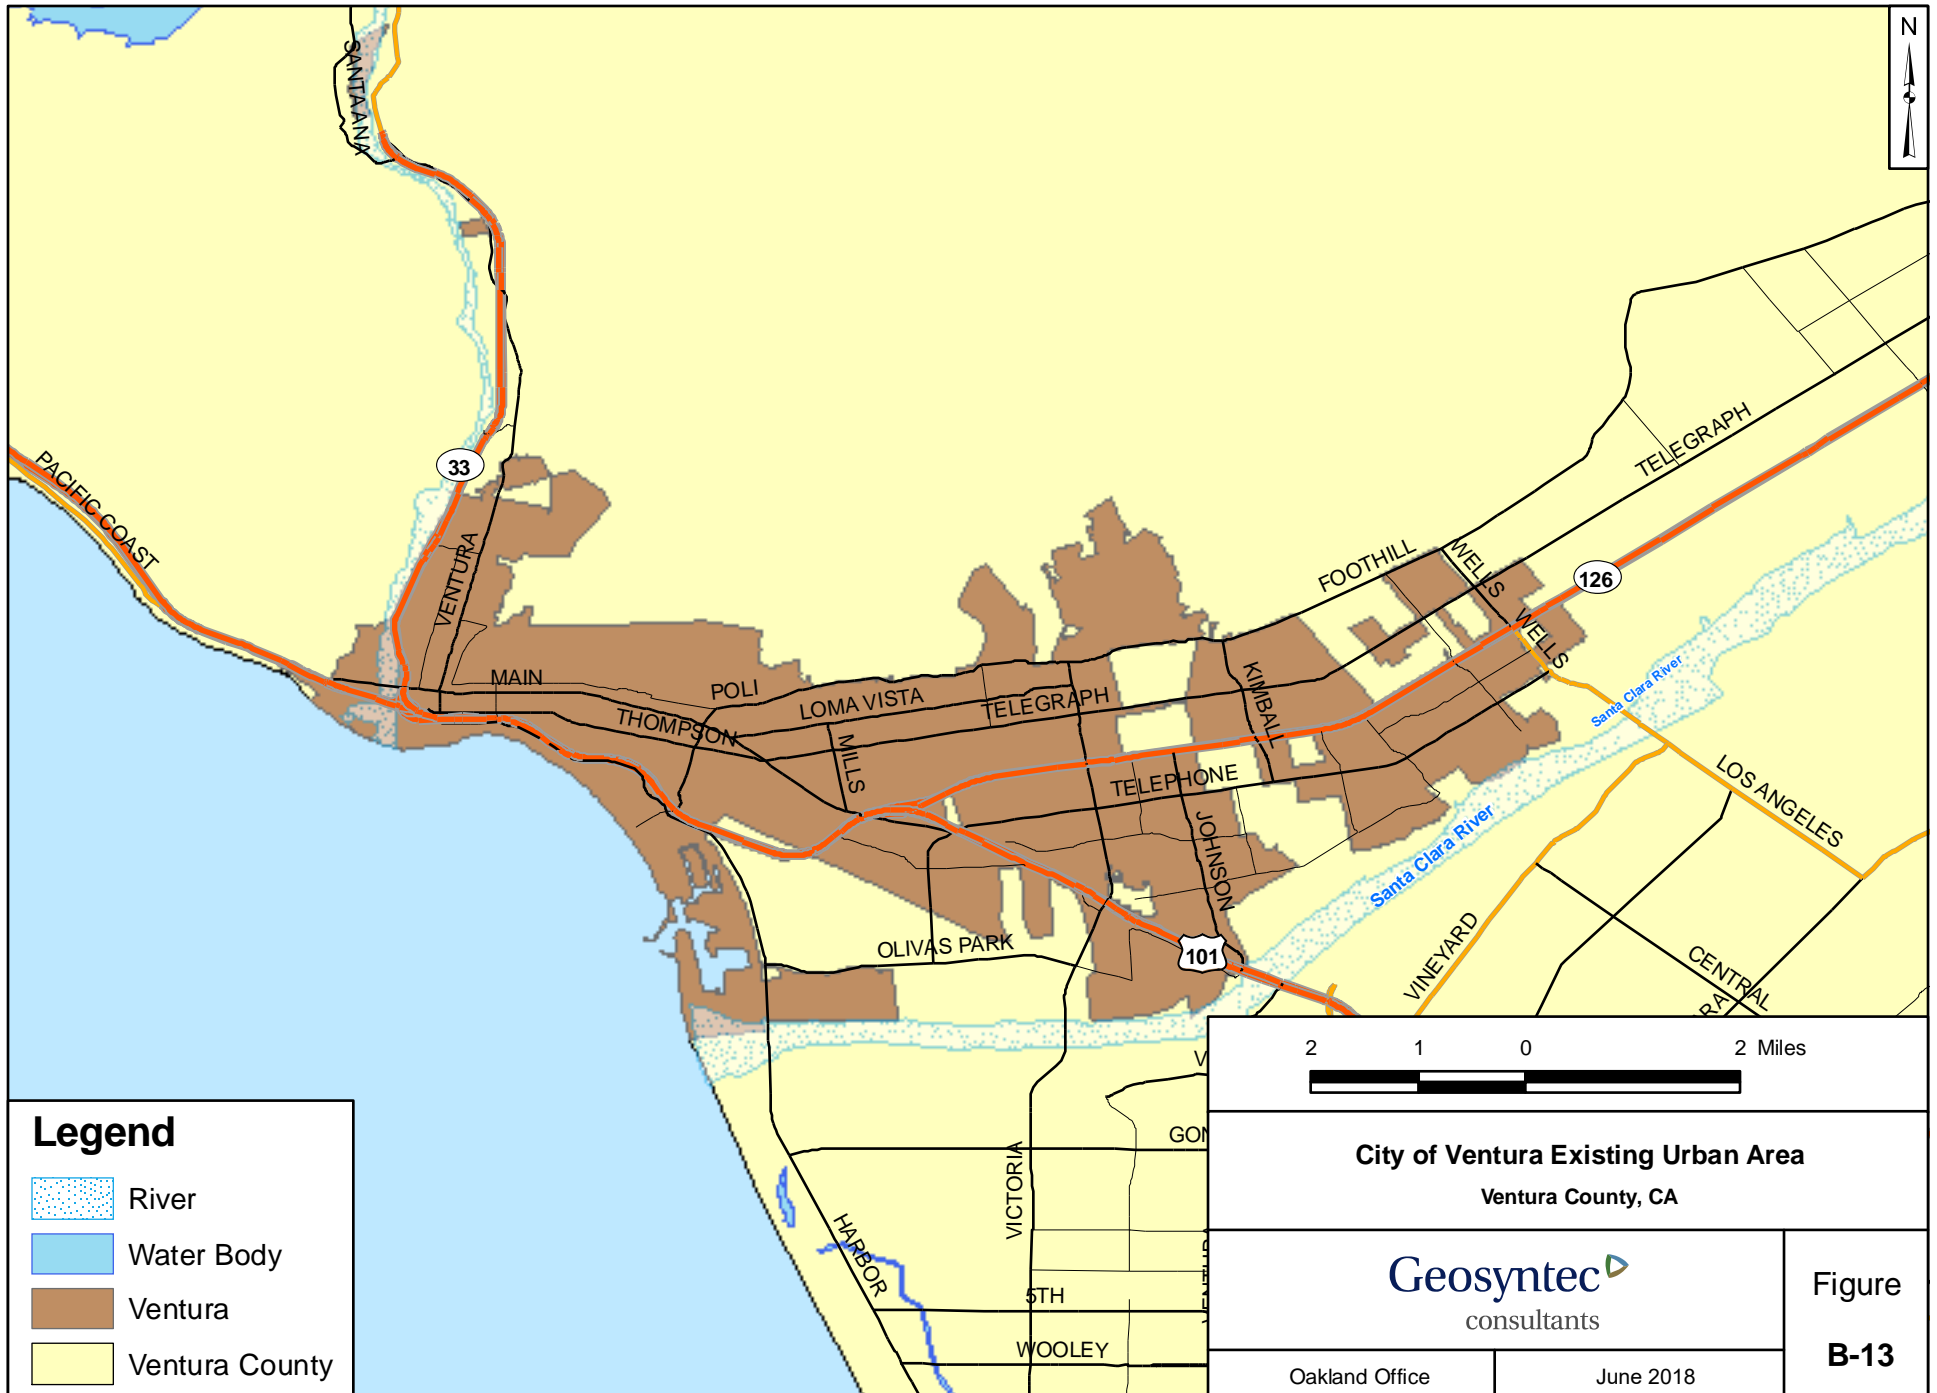 N
SANTA ANA
33
PACIFIC COAST
VENTURA
MAIN
POLI
THOMPSON
LOMA VISTA
TELEGRAPH
MILLS
KIMBALL
FOOTHILL
WELLS
WELLS
TELEGRAPH
126
TELEPHONE
JOHNSON
Santa Clara River
Santa Clara River
LOS ANGELES
OLIVAS PARK
101
VINEYARD
CENTRAL
RA
V
GON
VICTORIA
HARBOR
VENTURA
5TH
WOOLEY
2 1 0 2 Miles
City of Ventura Existing Urban Area
Ventura County, CA
Geosyntec
consultants
Figure
B-13
Oakland Office
June 2018
Legend
River
Water Body
Ventura
Ventura County